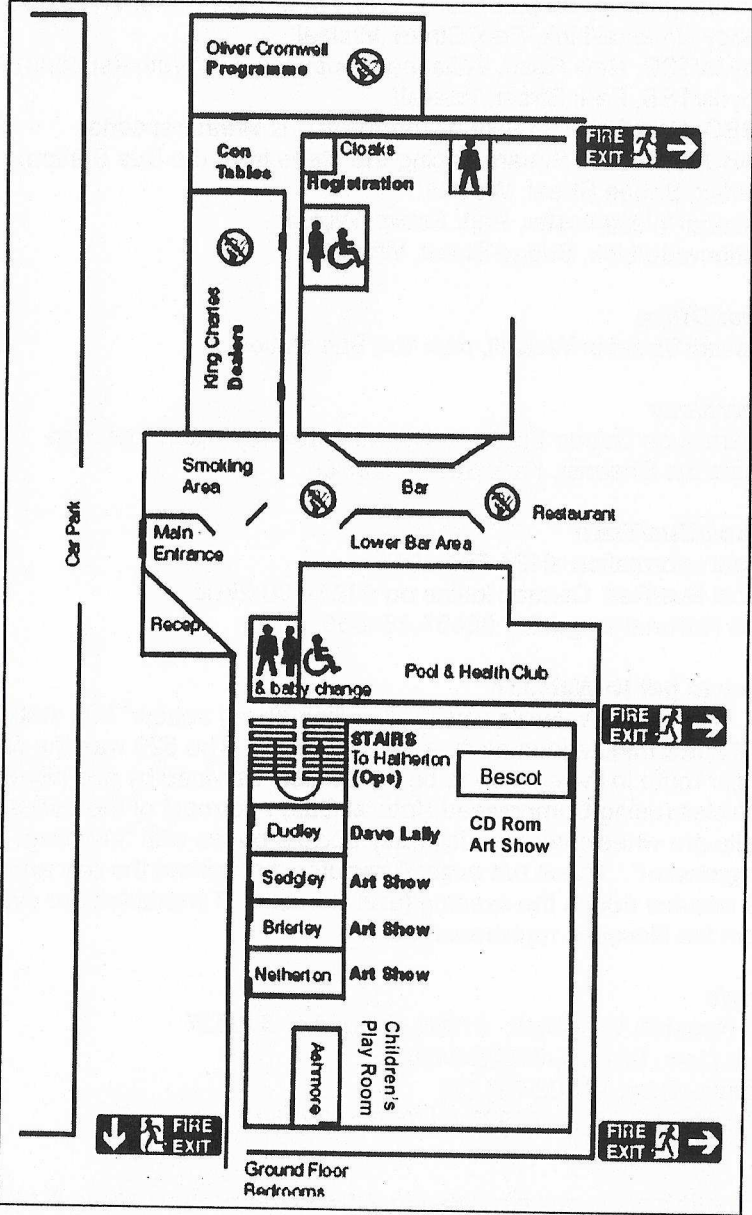 Oliver Cromwell
Programme
FIRE
EXIT
Con
Tables
Cloaks
Registration
King Charles
Dealers
Smoking
Area
Bar
Restaurant
Car Park
Main
Entrance
Lower Bar Area
Recept
& baby change
Pool & Health Club
FIRE
EXIT
STAIRS
To Hatherton
(Ops)
Bescot
Dudley
Dave Lally
CD Rom
Art Show
Sedgley
Art Show
Brierley
Art Show
Netherton
Art Show
Ashmore
Children's
Play Room
FIRE
EXIT
FIRE
EXIT
Ground Floor
Bedrooms